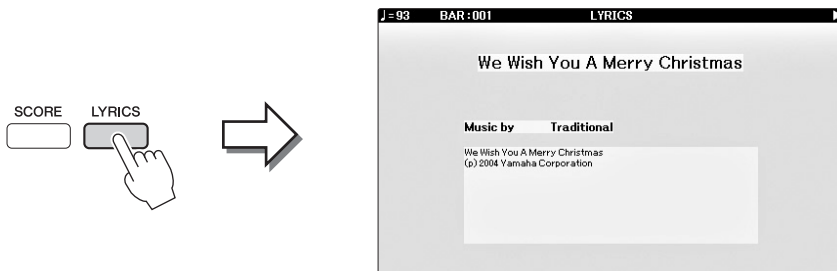 ♩= 93 BAR : 001 LYRICS
We Wish You A Merry Christmas
SCORE LYRICS
Music by Traditional
We Wish You A Merry Christmas
(p) 2004 Yamaha Corporation